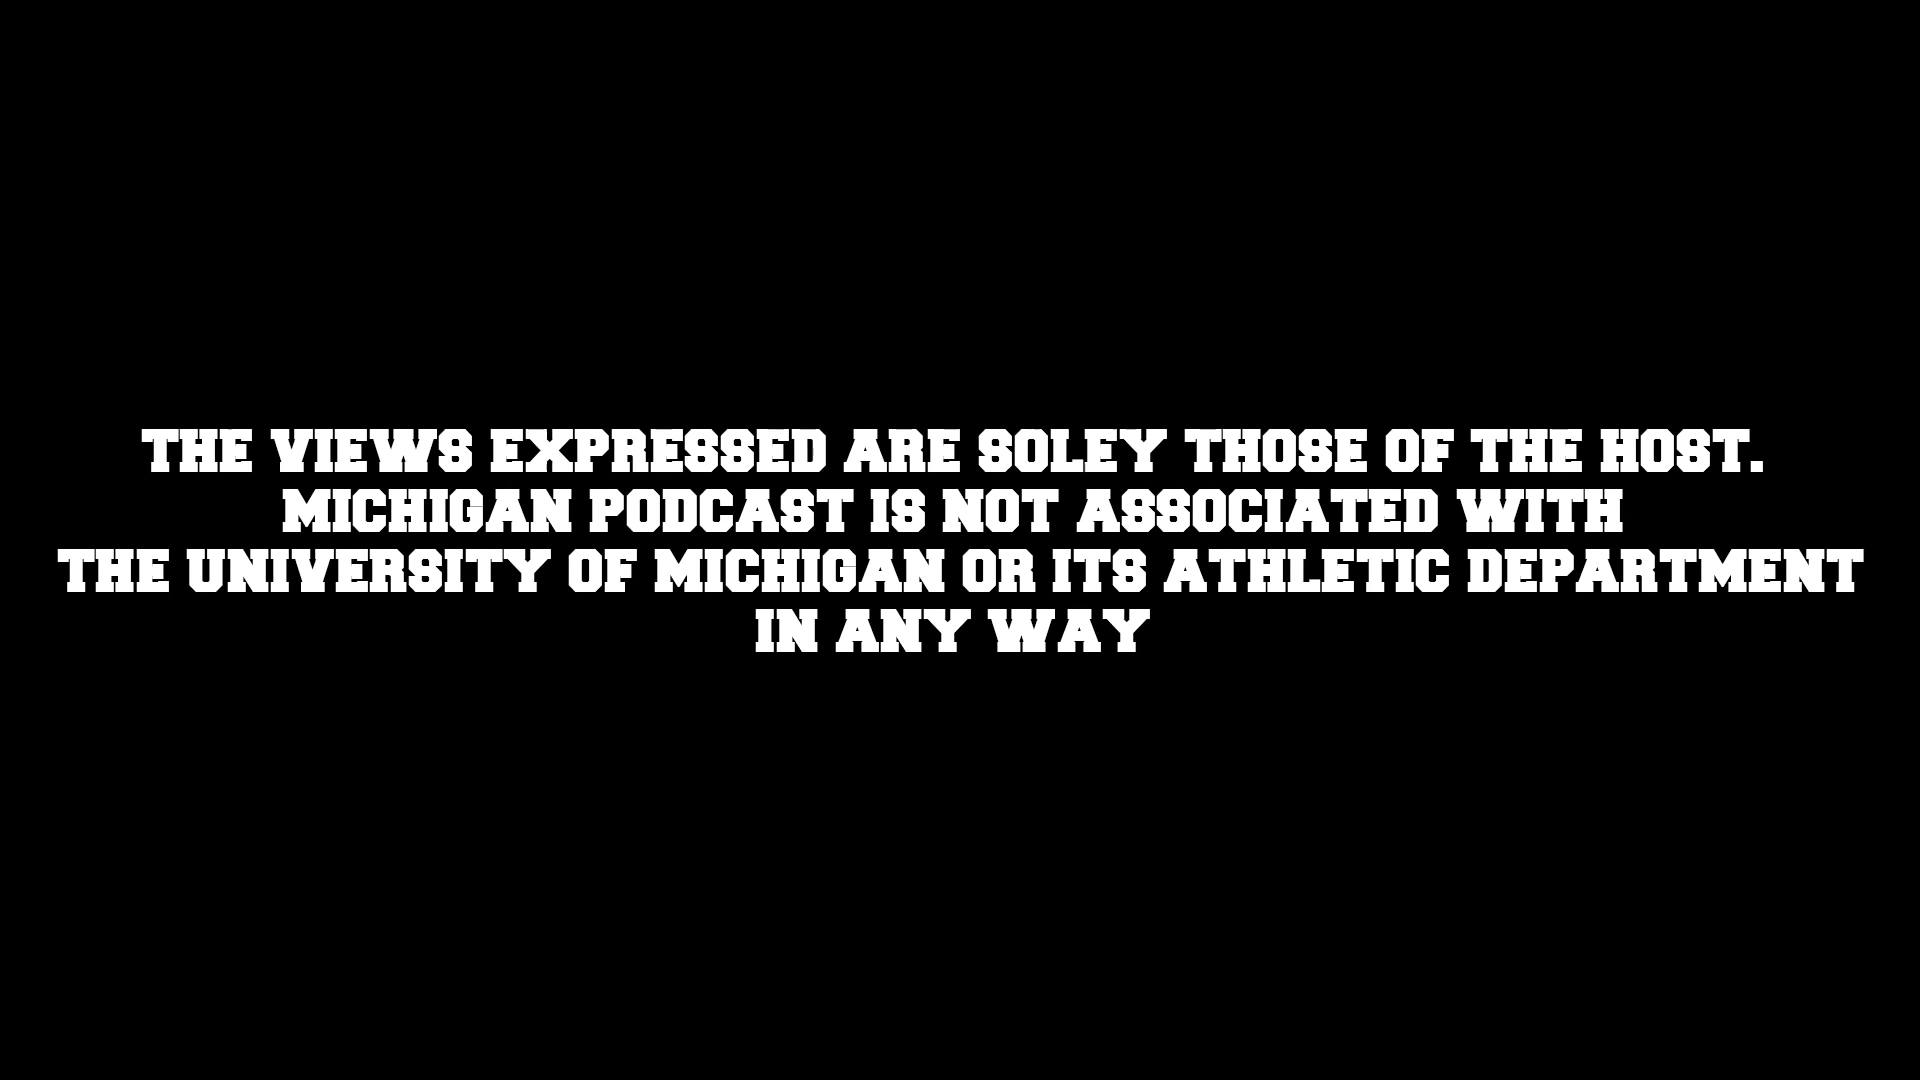 THE VIEWS EXPRESSED ARE SOLEY THOSE OF THE HOST.
MICHIGAN PODCAST IS NOT ASSOCIATED WITH
THE UNIVERSITY OF MICHIGAN OR ITS ATHLETIC DEPARTMENT
IN ANY WAY